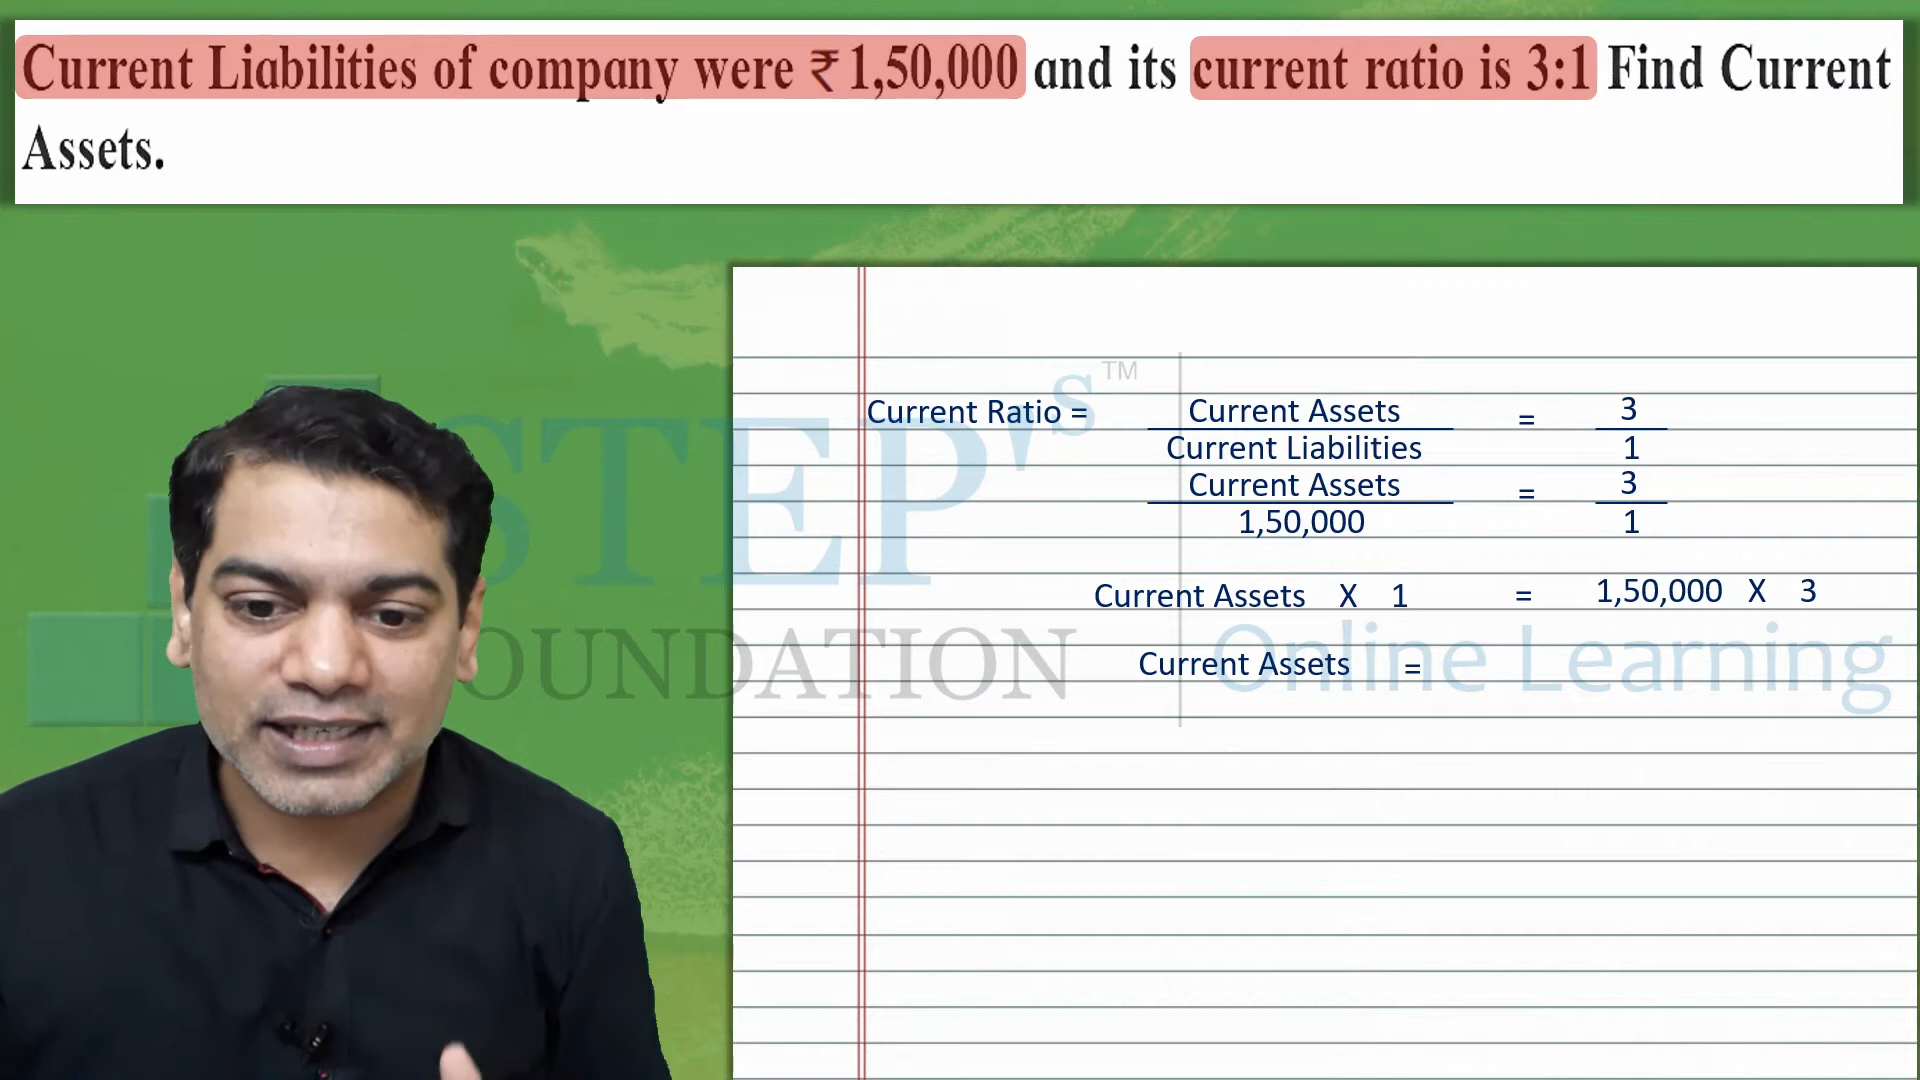 Current Liabilities of company were ₹ 1,50,000 and its current ratio is 3:1 Find Current
Assets.
STEP's™
FOUNDATION
Online Learning
Current Ratio = Current Assets = 3
Current Liabilities 1
Current Assets = 3
1,50,000 1
Current Assets X 1 = 1,50,000 X 3
Current Assets =